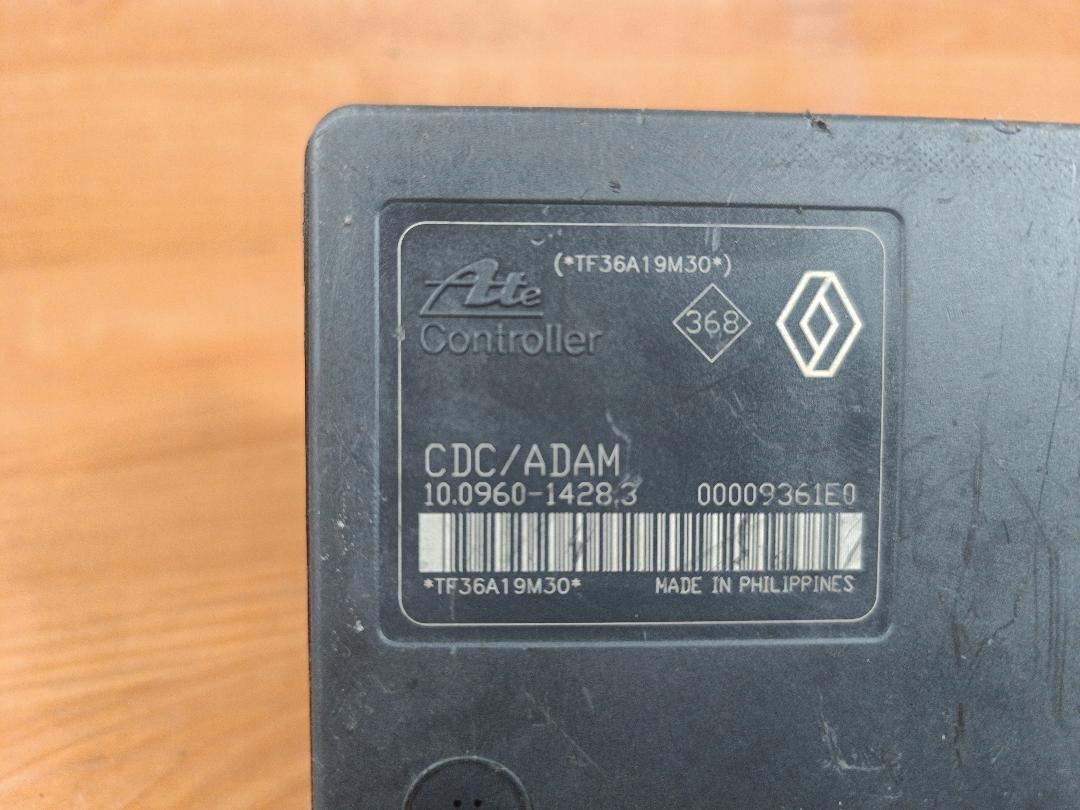 (*TF36A19M30*)
Ate
Controller
368
CDC/ADAM
10.0960-1428.3 00009361E0
*TF36A19M30* MADE IN PHILIPPINES